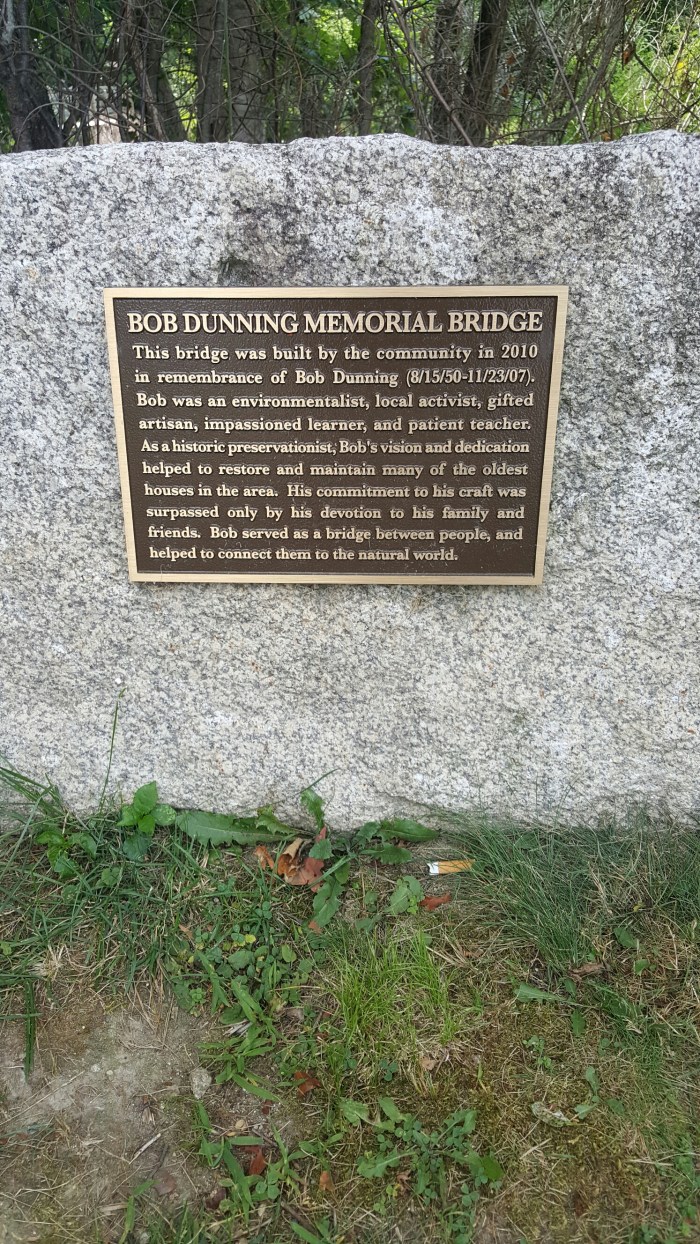 BOB DUNNING MEMORIAL BRIDGE
This bridge was built by the community in 2010
in remembrance of Bob Dunning (8/15/50-11/23/07).
Bob was an environmentalist, local activist, gifted
artisan, impassioned learner, and patient teacher.
As a historic preservationist, Bob's vision and dedication
helped to restore and maintain many of the oldest
houses in the area. His commitment to his craft was
surpassed only by his devotion to his family and
friends. Bob served as a bridge between people, and
helped to connect them to the natural world.